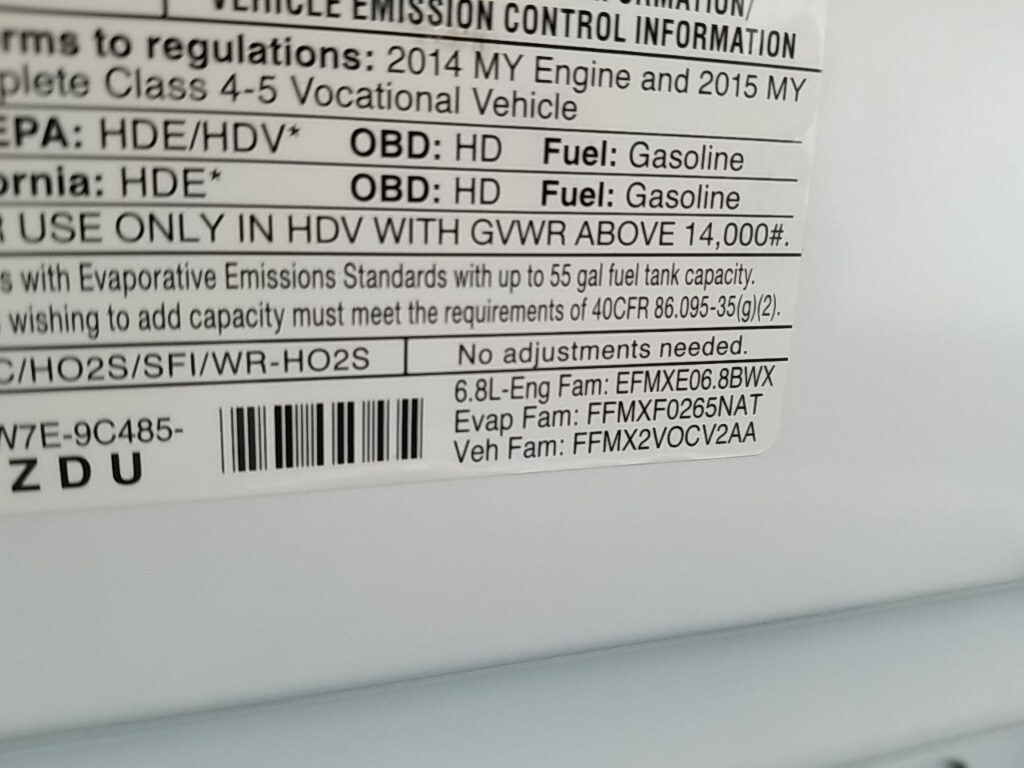 VEHICLE EMISSION CONTROL INFORMATION
rms to regulations: 2014 MY Engine and 2015 MY
plete Class 4-5 Vocational Vehicle
EPA: HDE/HDV* OBD: HD Fuel: Gasoline
ornia: HDE* OBD: HD Fuel: Gasoline
R USE ONLY IN HDV WITH GVWR ABOVE 14,000#.
s with Evaporative Emissions Standards with up to 55 gal fuel tank capacity.
wishing to add capacity must meet the requirements of 40CFR 86.095-35(g)(2).
C/HO2S/SFI/WR-HO2S No adjustments needed.
6.8L-Eng Fam: EFMXE06.8BWX
Evap Fam: FFMXF0265NAT
Veh Fam: FFMX2VOCV2AA
W7E-9C485-
ZDU